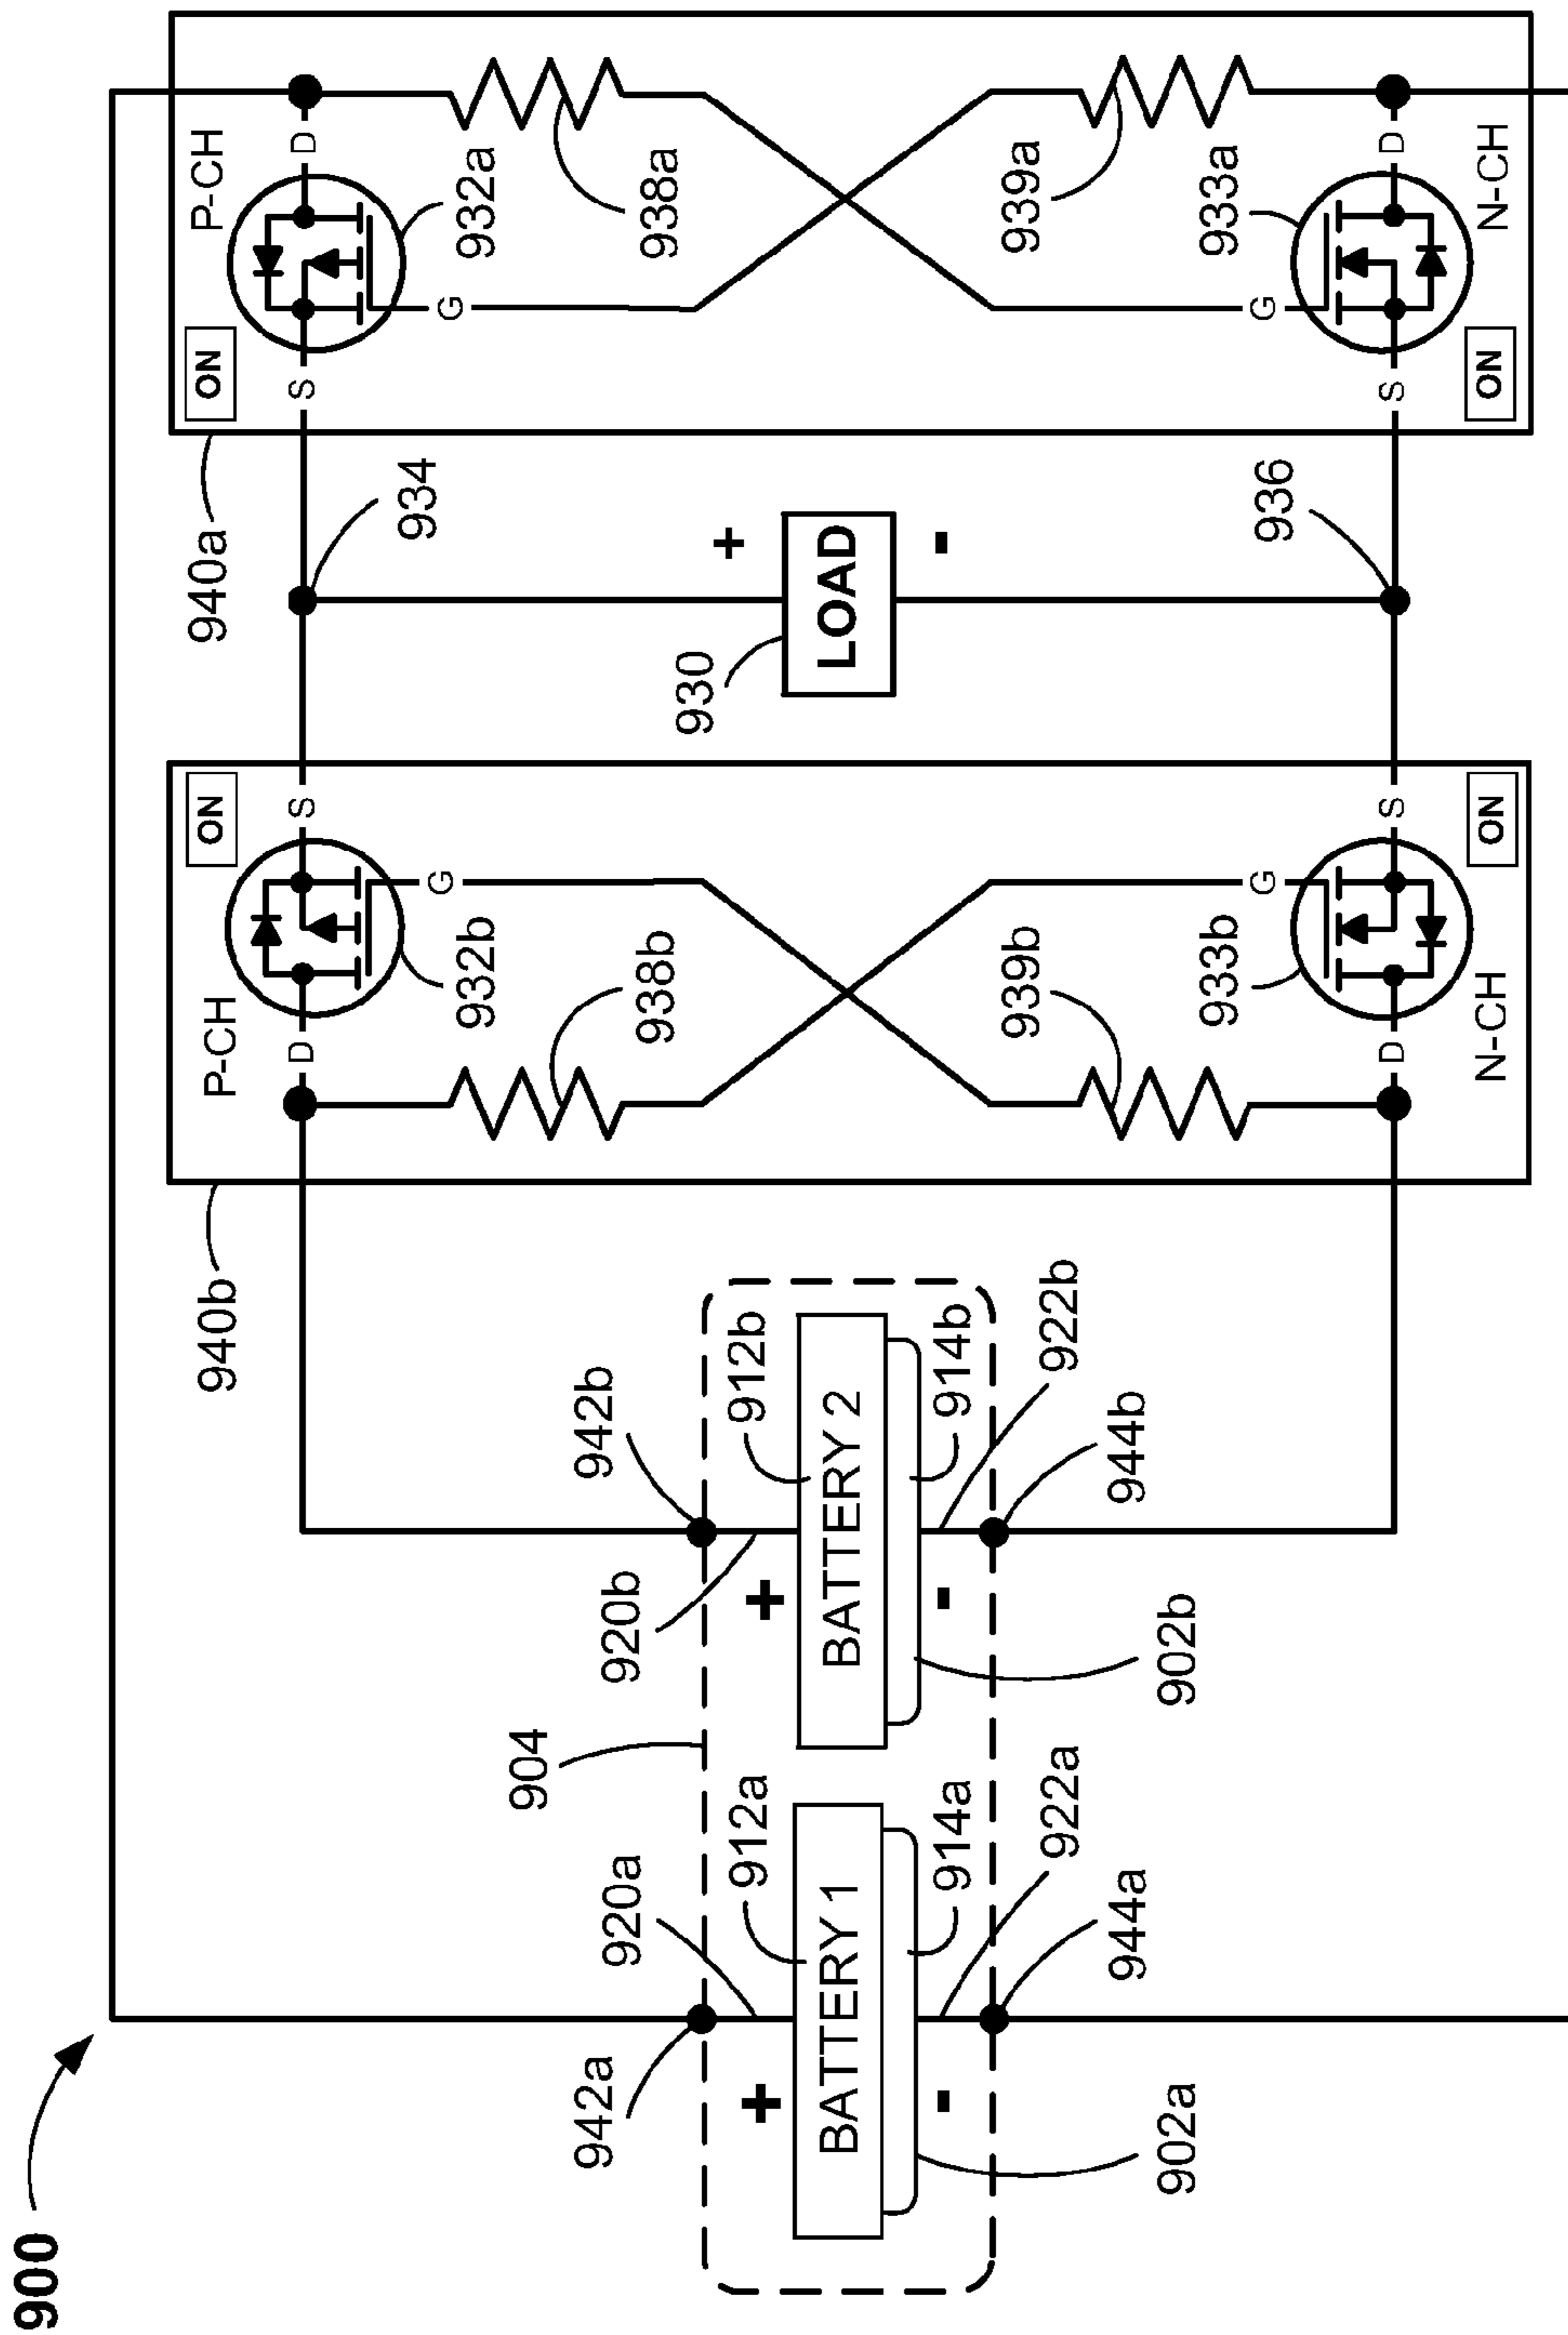 900
940b
940a
P-CH
ON
ON
P-CH
D
S
S
D
934
932b
G
G
932a
904
942a
920a
920b
942b
938b
930
938a
+
912a
+
912b
+
BATTERY 1
BATTERY 2
LOAD
-
914a
-
914b
-
902a
944a
922a
902b
944b
922b
939b
936
939a
933b
G
G
933a
D
S
S
D
N-CH
ON
ON
N-CH